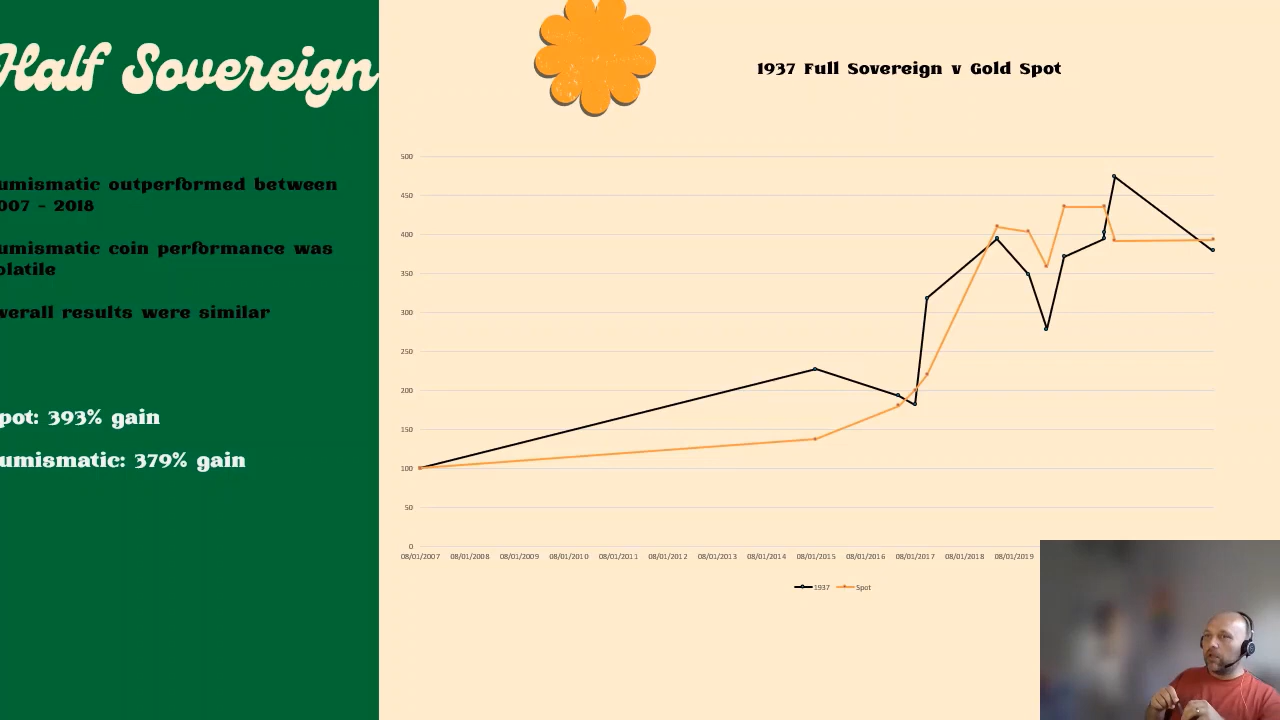 Half Sovereign
1937 Full Sovereign v Gold Spot
umismatic outperformed between
007 - 2018
umismatic coin performance was
olatile
verall results were similar
pot: 393% gain
umismatic: 379% gain
500
450
400
350
300
250
200
150
100
50
0
08/01/2007 08/01/2008 08/01/2009 08/01/2010 08/01/2011 08/01/2012 08/01/2013 08/01/2014 08/01/2015 08/01/2016 08/01/2017 08/01/2018 08/01/2019
1937 Spot